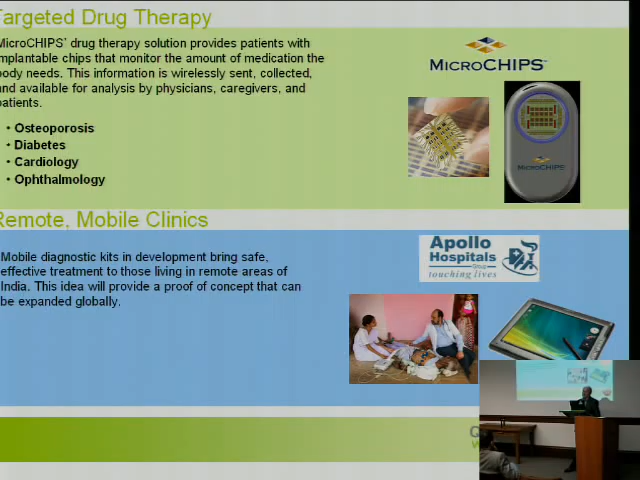 Targeted Drug Therapy
MicroCHIPS' drug therapy solution provides patients with
implantable chips that monitor the amount of medication the
body needs. This information is wirelessly sent, collected,
and available for analysis by physicians, caregivers, and
patients.
• Osteoporosis
• Diabetes
• Cardiology
• Ophthalmology
MICROCHIPS
MICROCHIPS
Remote, Mobile Clinics
Mobile diagnostic kits in development bring safe,
effective treatment to those living in remote areas of
India. This idea will provide a proof of concept that can
be expanded globally.
Apollo
Hospitals
Group
touching lives